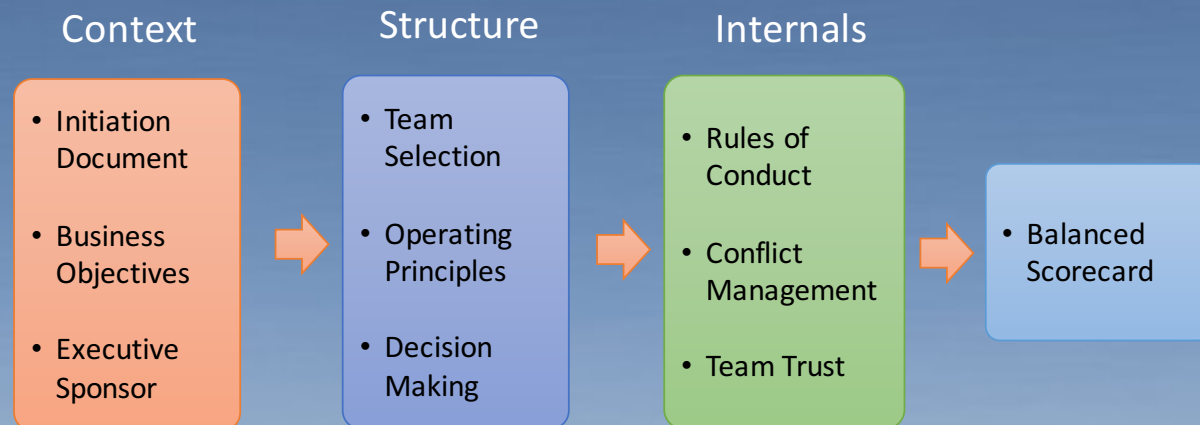 Context
• Initiation
Document
• Business
Objectives
• Executive
Sponsor
Structure
• Team
Selection
• Operating
Principles
• Decision
Making
Internals
• Rules of
Conduct
• Conflict
Management
• Team Trust
• Balanced
Scorecard